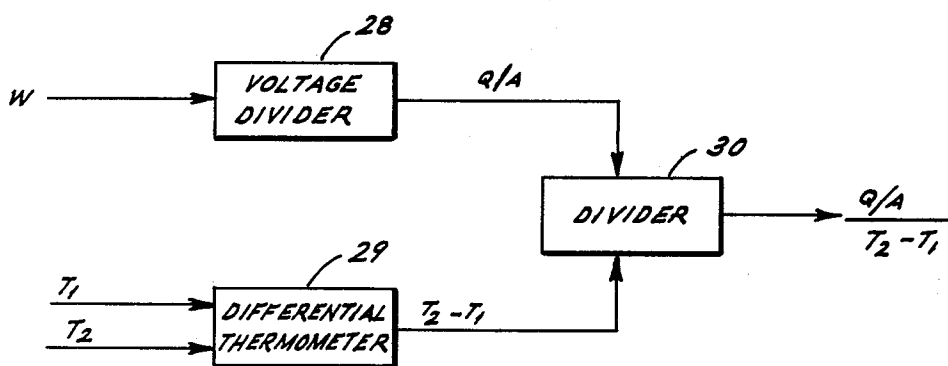 28
W
VOLTAGE
DIVIDER
Q/A
30
DIVIDER
Q/A
T2 - T1
29
T1
T2
DIFFERENTIAL
THERMOMETER
T2 - T1